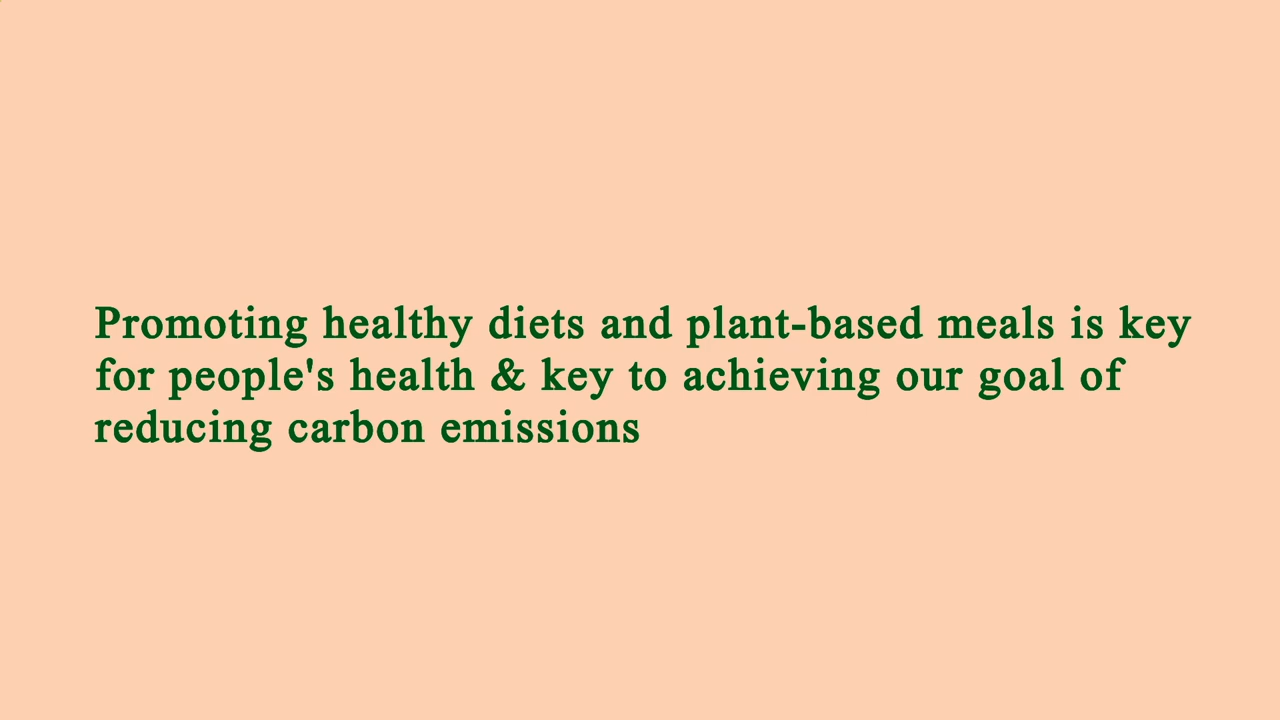 Promoting healthy diets and plant-based meals is key
for people's health & key to achieving our goal of
reducing carbon emissions